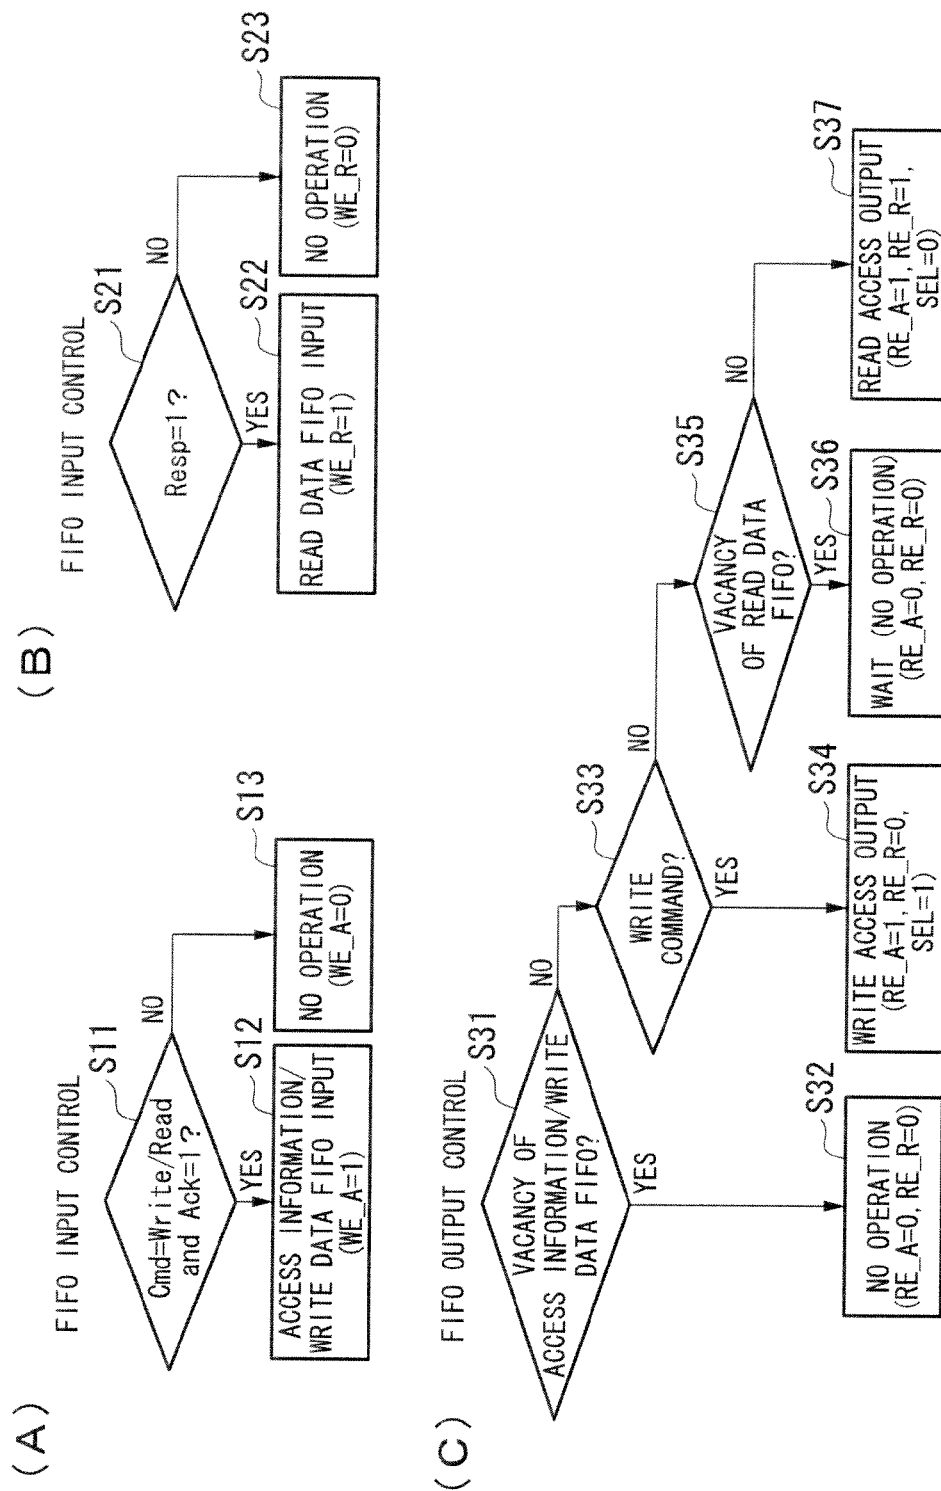 (A)
FIFO INPUT CONTROL
S11
Cmd=Write/Read
and Ack=1?
NO
YES
S12
ACCESS INFORMATION/
WRITE DATA FIFO INPUT
(WE_A=1)
S13
NO OPERATION
(WE_A=0)
(B)
FIFO INPUT CONTROL
S21
Resp=1?
NO
YES
S22
READ DATA FIFO INPUT
(WE_R=1)
S23
NO OPERATION
(WE_R=0)
(C)
FIFO OUTPUT CONTROL
S31
VACANCY OF
ACCESS INFORMATION/WRITE
DATA FIFO?
NO
YES
S32
NO OPERATION
(RE_A=0, RE_R=0)
S33
WRITE
COMMAND?
NO
YES
S34
WRITE ACCESS OUTPUT
(RE_A=1, RE_R=0,
SEL=1)
S35
VACANCY
OF READ DATA
FIFO?
NO
YES
S36
WAIT (NO OPERATION)
(RE_A=0, RE_R=0)
S37
READ ACCESS OUTPUT
(RE_A=1, RE_R=1,
SEL=0)